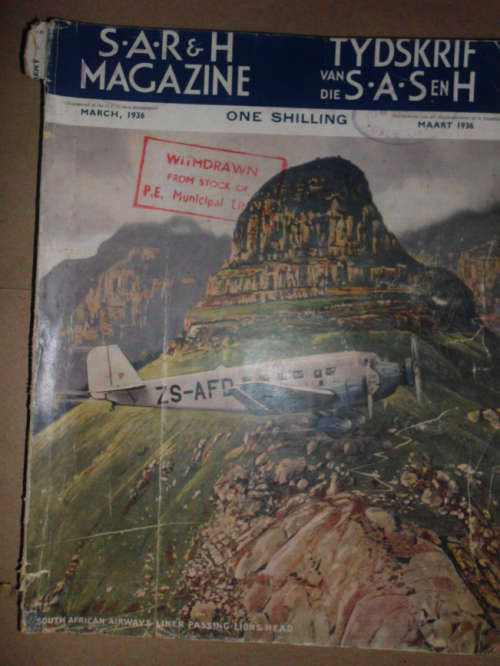 S·A·R & H
MAGAZINE
MARCH, 1936
ONE SHILLING
TYDSKRIF
VAN DIE S·A·S EN H
MAART 1936
WITHDRAWN
FROM STOCK OF
P.E. Municipal
ZS-AFD
SOUTH AFRICAN AIRWAYS LINER PASSING LIONS HEAD